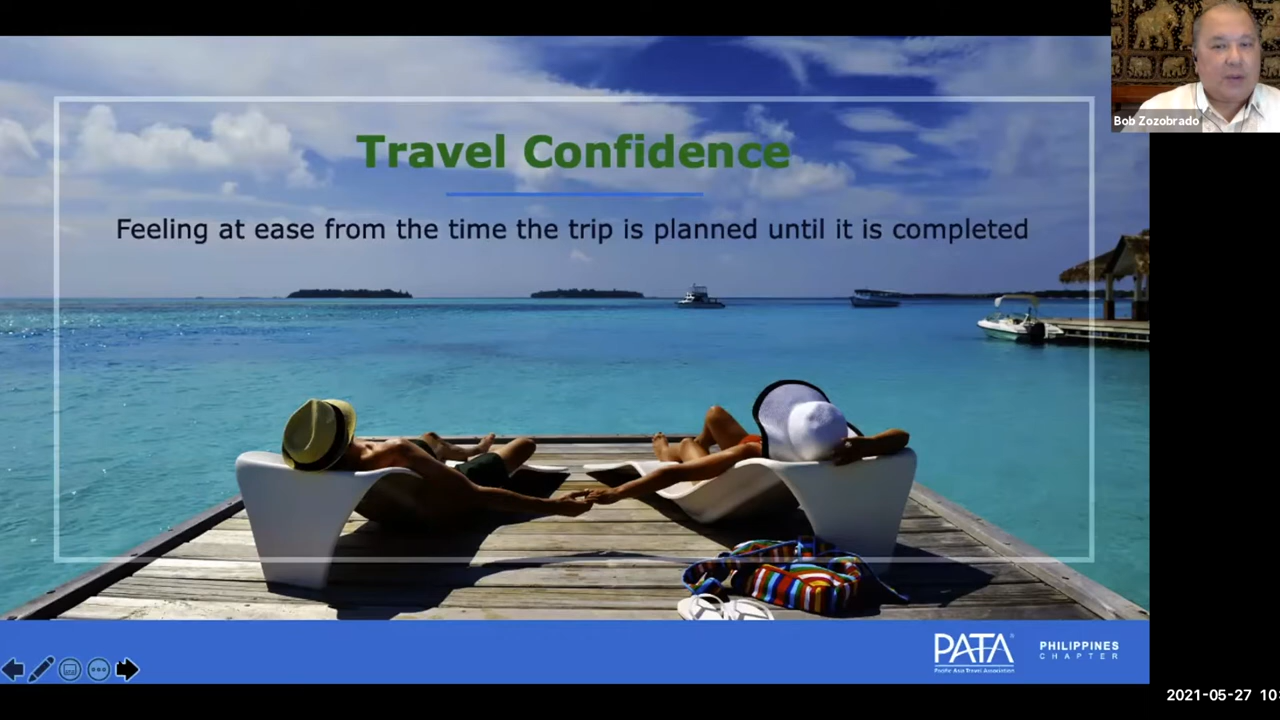 Bob Zozobrado
Travel Confidence
Feeling at ease from the time the trip is planned until it is completed
PATA
Pacific Asia Travel Association
PHILIPPINES
CHAPTER
2021-05-27 10: